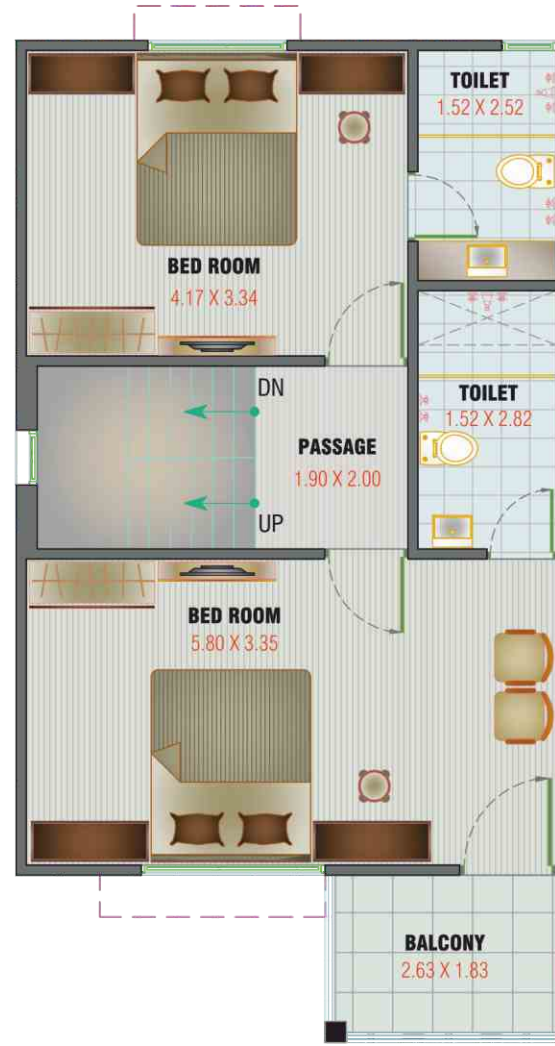 TOILET
1.52 X 2.52
BED ROOM
4.17 X 3.34
DN
TOILET
1.52 X 2.82
PASSAGE
1.90 X 2.00
UP
BED ROOM
5.80 X 3.35
BALCONY
2.63 X 1.83